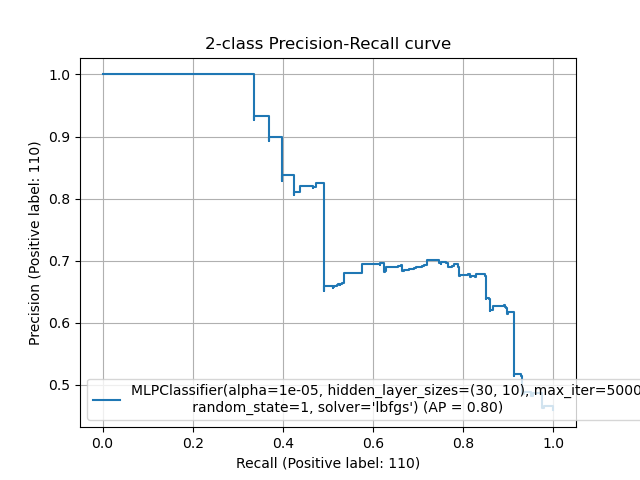 2-class Precision-Recall curve
1.0
0.9
0.8
0.7
0.6
0.5
Precision (Positive label: 110)
MLPClassifier(alpha=1e-05, hidden_layer_sizes=(30, 10), max_iter=5000
random_state=1, solver='lbfgs') (AP = 0.80)
0.0 0.2 0.4 0.6 0.8 1.0
Recall (Positive label: 110)